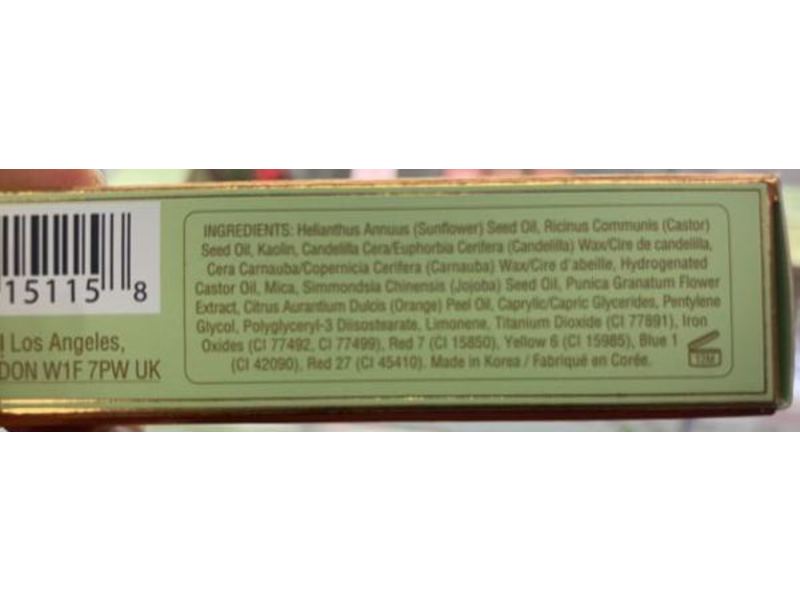 15115 8
l Los Angeles,
DON W1F 7PW UK
INGREDIENTS: Helianthus Annuus (Sunflower) Seed Oil, Ricinus Communis (Castor)
Seed Oil, Kaolin, Candelilla Cera/Euphorbia Cerifera (Candelilla) Wax/Cire de candelilla,
Cera Carnauba/Copernicia Cerifera (Carnauba) Wax/Cire d'abeille, Hydrogenated
Castor Oil, Mica, Simmondsia Chinensis (Jojoba) Seed Oil, Punica Granatum Flower
Extract, Citrus Aurantium Dulcis (Orange) Peel Oil, Caprylic/Capric Glycerides, Pentylene
Glycol, Polyglyceryl-3 Diisostearate, Limonene, Titanium Dioxide (CI 77891), Iron
Oxides (CI 77492, CI 77499), Red 7 (CI 15850), Yellow 6 (CI 15985), Blue 1
(CI 42090), Red 27 (CI 45410). Made in Korea / Fabriqué en Corée.
12M